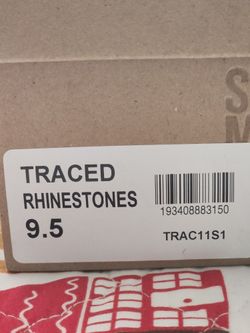 S
M
TRACED
RHINESTONES
9.5
193408883150
TRAC11S1